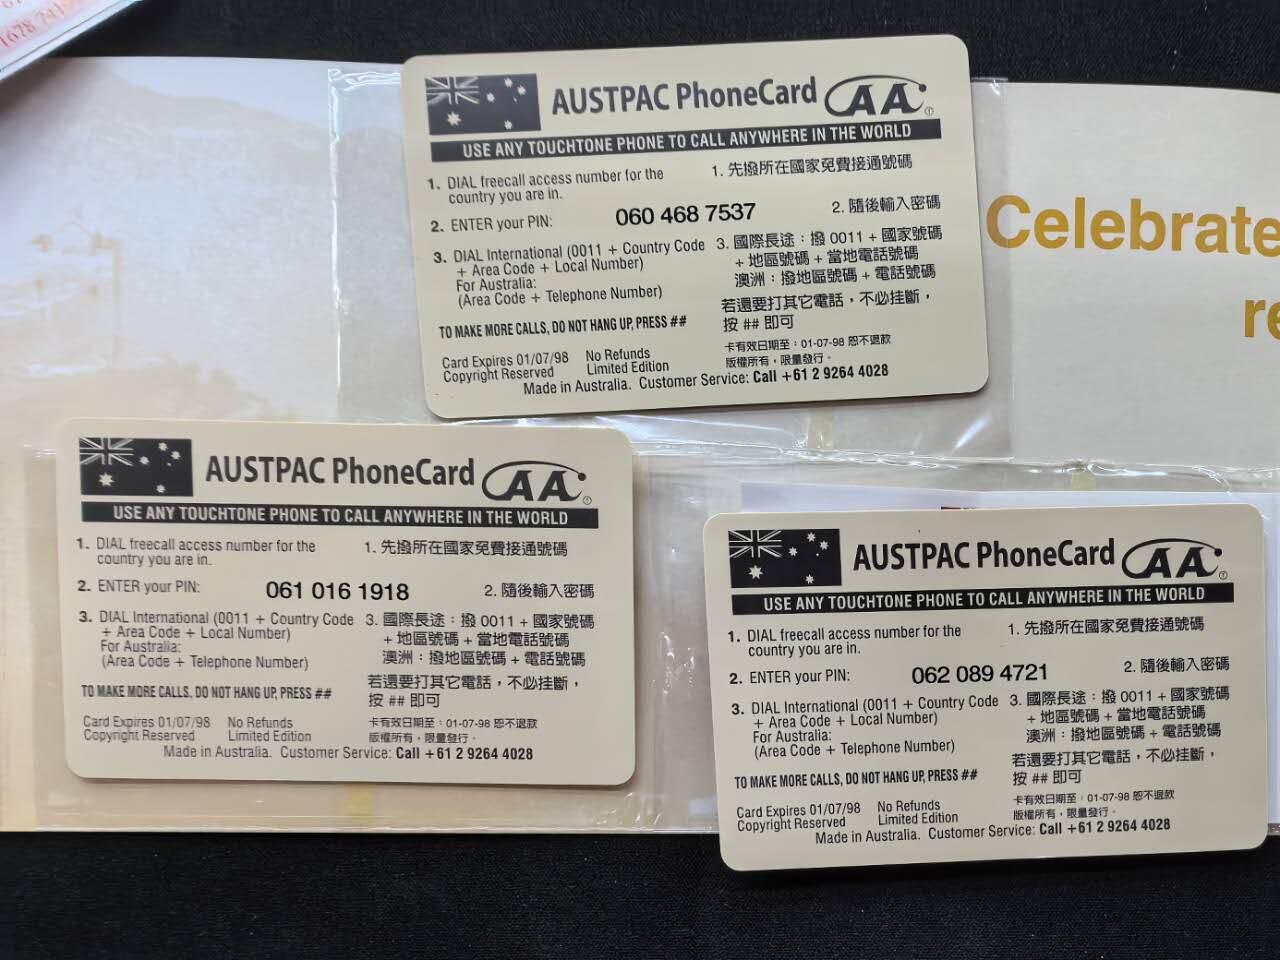 1678 741
Celebrate
re
AUSTPAC PhoneCard AA
USE ANY TOUCHTONE PHONE TO CALL ANYWHERE IN THE WORLD
1. DIAL freecall access number for the
country you are in.
1. 先撥所在國家免費接通號碼
2. ENTER your PIN: 060 468 7537 2. 隨後輸入密碼
3. DIAL International (0011 + Country Code
+ Area Code + Local Number)
For Australia:
(Area Code + Telephone Number)
3. 國際長途：撥 0011 + 國家號碼
+ 地區號碼 + 當地電話號碼
澳洲：撥地區號碼 + 電話號碼
TO MAKE MORE CALLS, DO NOT HANG UP, PRESS ##
若還要打其它電話，不必挂斷，
按 ## 即可
Card Expires 01/07/98 No Refunds
Copyright Reserved Limited Edition
卡有效日期至：01-07-98 恕不退款
版權所有，限量發行。
Made in Australia. Customer Service: Call +61 2 9264 4028
AUSTPAC PhoneCard AA
USE ANY TOUCHTONE PHONE TO CALL ANYWHERE IN THE WORLD
1. DIAL freecall access number for the
country you are in.
1. 先撥所在國家免費接通號碼
2. ENTER your PIN: 061 016 1918 2. 隨後輸入密碼
3. DIAL International (0011 + Country Code
+ Area Code + Local Number)
For Australia:
(Area Code + Telephone Number)
3. 國際長途：撥 0011 + 國家號碼
+ 地區號碼 + 當地電話號碼
澳洲：撥地區號碼 + 電話號碼
TO MAKE MORE CALLS, DO NOT HANG UP, PRESS ##
若還要打其它電話，不必挂斷，
按 ## 即可
Card Expires 01/07/98 No Refunds
Copyright Reserved Limited Edition
卡有效日期至：01-07-98 恕不退款
版權所有，限量發行。
Made in Australia. Customer Service: Call +61 2 9264 4028
AUSTPAC PhoneCard AA
USE ANY TOUCHTONE PHONE TO CALL ANYWHERE IN THE WORLD
1. DIAL freecall access number for the
country you are in.
1. 先撥所在國家免費接通號碼
2. ENTER your PIN: 062 089 4721 2. 隨後輸入密碼
3. DIAL International (0011 + Country Code
+ Area Code + Local Number)
For Australia:
(Area Code + Telephone Number)
3. 國際長途：撥 0011 + 國家號碼
+ 地區號碼 + 當地電話號碼
澳洲：撥地區號碼 + 電話號碼
TO MAKE MORE CALLS, DO NOT HANG UP, PRESS ##
若還要打其它電話，不必挂斷，
按 ## 即可
Card Expires 01/07/98 No Refunds
Copyright Reserved Limited Edition
卡有效日期至：01-07-98 恕不退款
版權所有，限量發行。
Made in Australia. Customer Service: Call +61 2 9264 4028